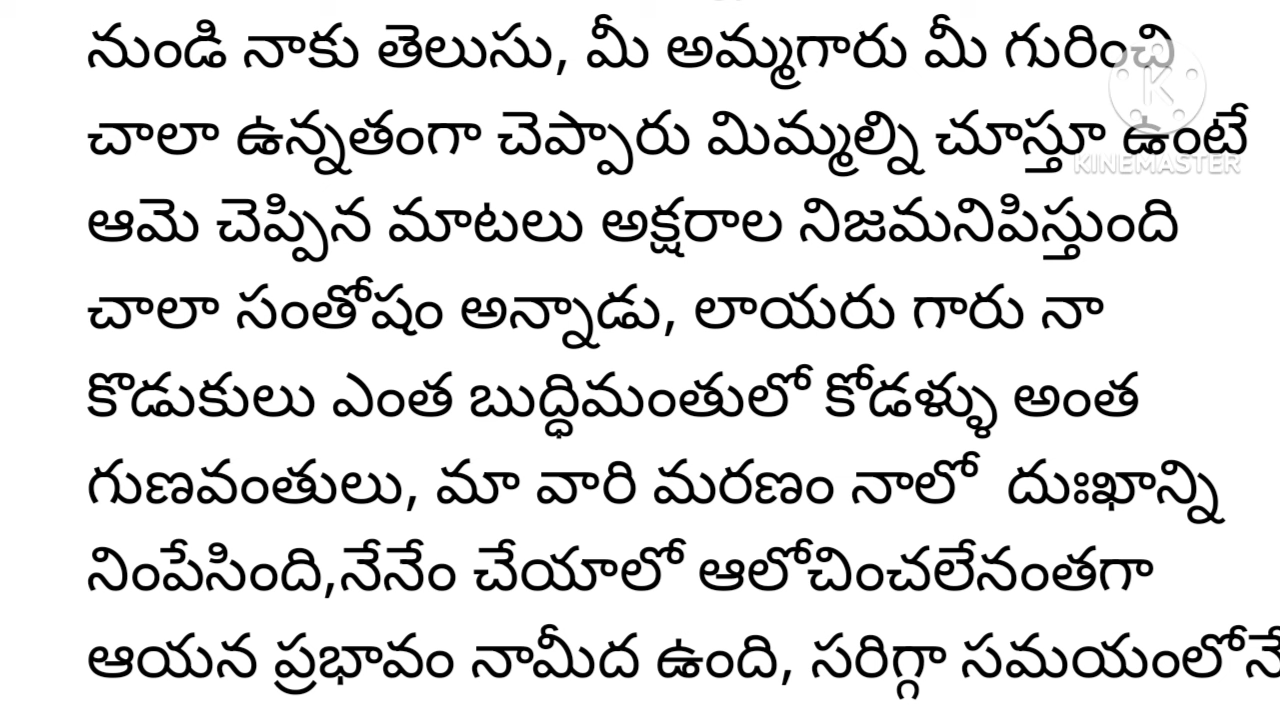 నుండి నాకు తెలుసు, మీ అమ్మగారు మీ గురించి
చాలా ఉన్నతంగా చెప్పారు మిమ్మల్ని చూస్తూ ఉంటే
KINEMASTER
ఆమె చెప్పిన మాటలు అక్షరాల నిజమనిపిస్తుంది
చాలా సంతోషం అన్నాడు, లాయరు గారు నా
కొడుకులు ఎంత బుద్ధిమంతులో కోడళ్ళు అంత
గుణవంతులు, మా వారి మరణం నాలో దుఃఖాన్ని
నింపేసింది,నేనేం చేయాలో ఆలోచించలేనంతగా
ఆయన ప్రభావం నామీద ఉంది, సరిగ్గా సమయంలోనే